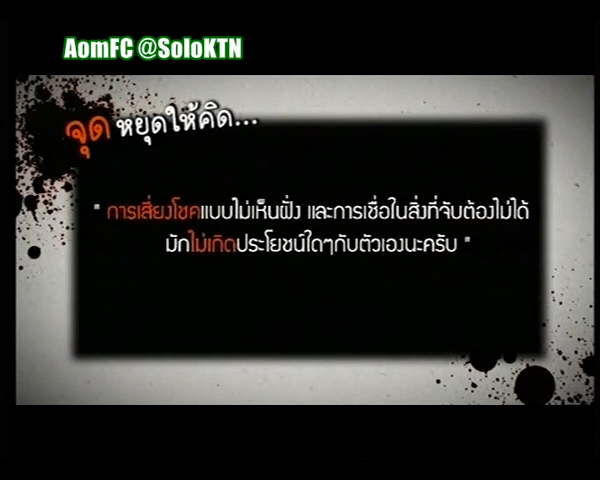 AomFC @SoloKTN
จุด หยุดให้คิด...
" การเสี่ยงโชคแบบไม่เห็นฝั่ง และการเชื่อในสิ่งที่จับต้องไม่ได้
มักไม่เกิดประโยชน์ใดๆกับตัวเองนะครับ "